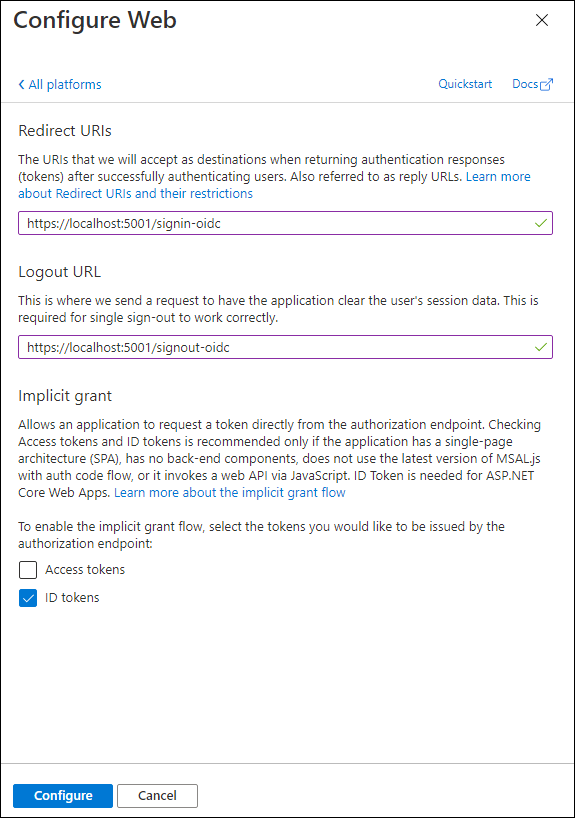 Configure Web
All platforms Quickstart Docs
Redirect URIs
The URIs that we will accept as destinations when returning authentication responses
(tokens) after successfully authenticating users. Also referred to as reply URLs. Learn more
about Redirect URIs and their restrictions
https://localhost:5001/signin-oidc
Logout URL
This is where we send a request to have the application clear the user's session data. This is
required for single sign-out to work correctly.
https://localhost:5001/signout-oidc
Implicit grant
Allows an application to request a token directly from the authorization endpoint. Checking
Access tokens and ID tokens is recommended only if the application has a single-page
architecture (SPA), has no back-end components, does not use the latest version of MSAL.js
with auth code flow, or it invokes a web API via JavaScript. ID Token is needed for ASP.NET
Core Web Apps. Learn more about the implicit grant flow
To enable the implicit grant flow, select the tokens you would like to be issued by the
authorization endpoint:
Access tokens
ID tokens
Configure Cancel